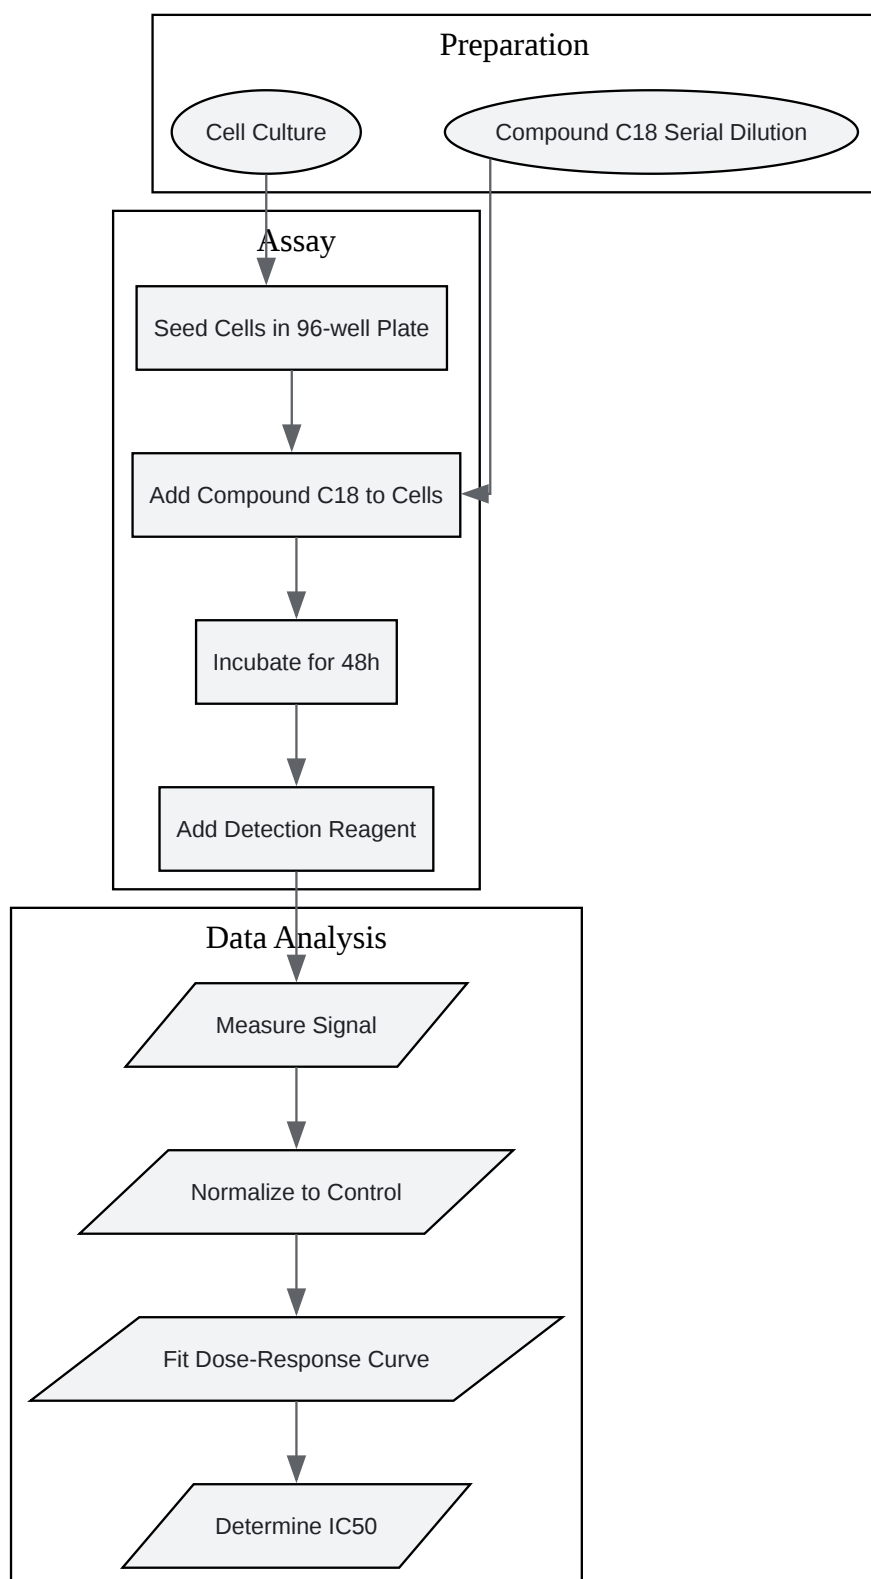 Preparation
Cell Culture
Compound C18 Serial Dilution
Assay
Seed Cells in 96-well Plate
Add Compound C18 to Cells
Incubate for 48h
Add Detection Reagent
Data Analysis
Measure Signal
Normalize to Control
Fit Dose-Response Curve
Determine IC50